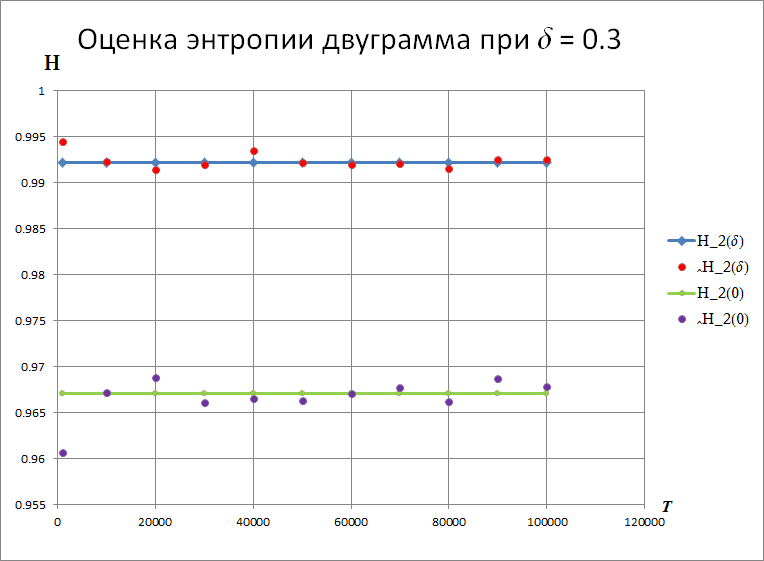 Оценка энтропии двуграмма при δ = 0.3
H
1
0.995
0.99
0.985
0.98
0.975
0.97
0.965
0.96
0.955
0 20000 40000 60000 80000 100000 120000
T
H_2(δ)
^H_2(δ)
H_2(0)
^H_2(0)